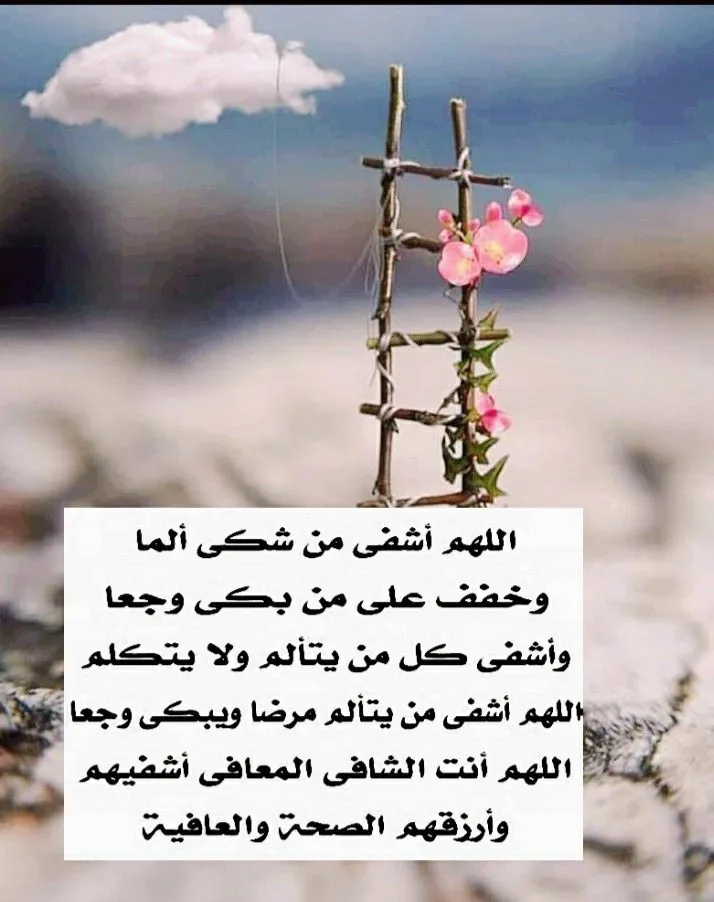 اللهم أشفى من شكى ألما
وخفف على من بكى وجعا
وأشفى كل من يتألم ولا يتكلم
اللهم أشفى من يتألم مرضا ويبكى وجعا
اللهم أنت الشافى المعافى أشفيهم
وأرزقهم الصحة والعافية